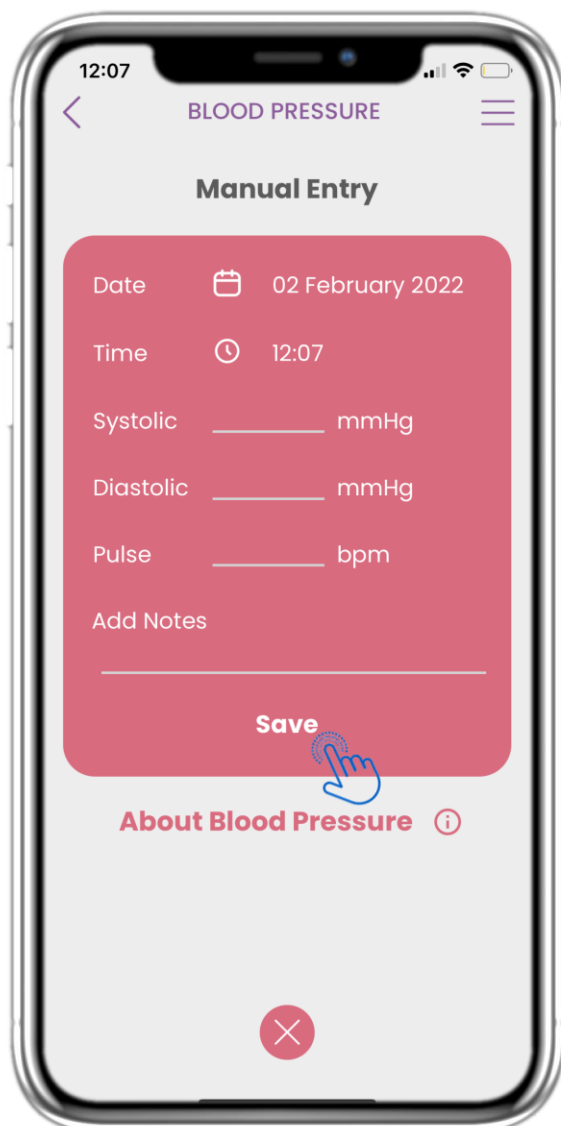 12:07
BLOOD PRESSURE
Manual Entry
Date 02 February 2022
Time 12:07
Systolic mmHg
Diastolic mmHg
Pulse bpm
Add Notes
Save
About Blood Pressure